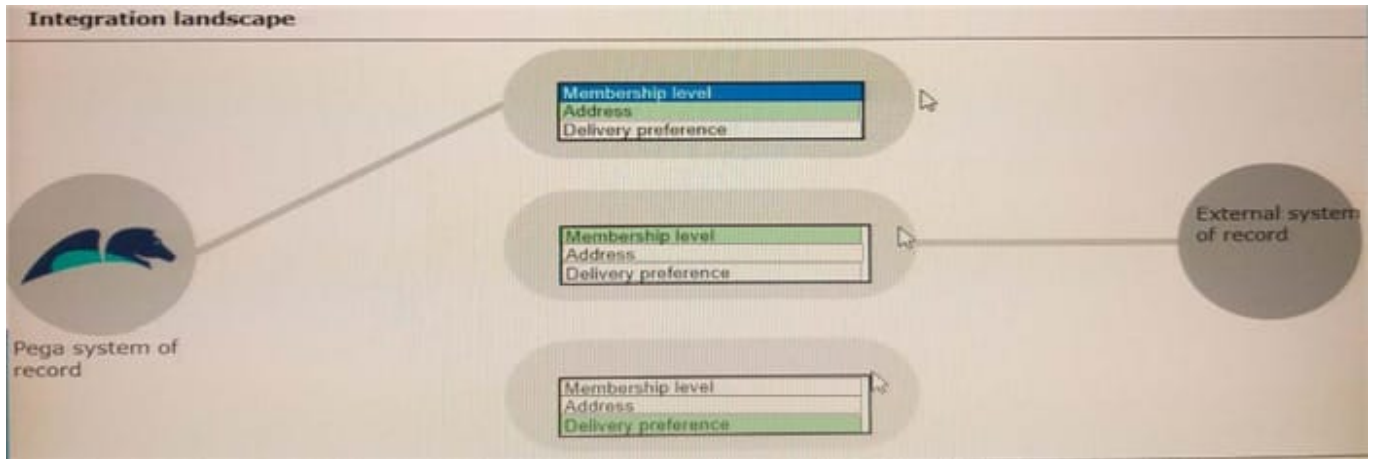 Integration landscape
Membership level
Address
Delivery preference
Membership level
Address
Delivery preference
External system
of record
Pega system of
record
Membership level
Address
Delivery preference